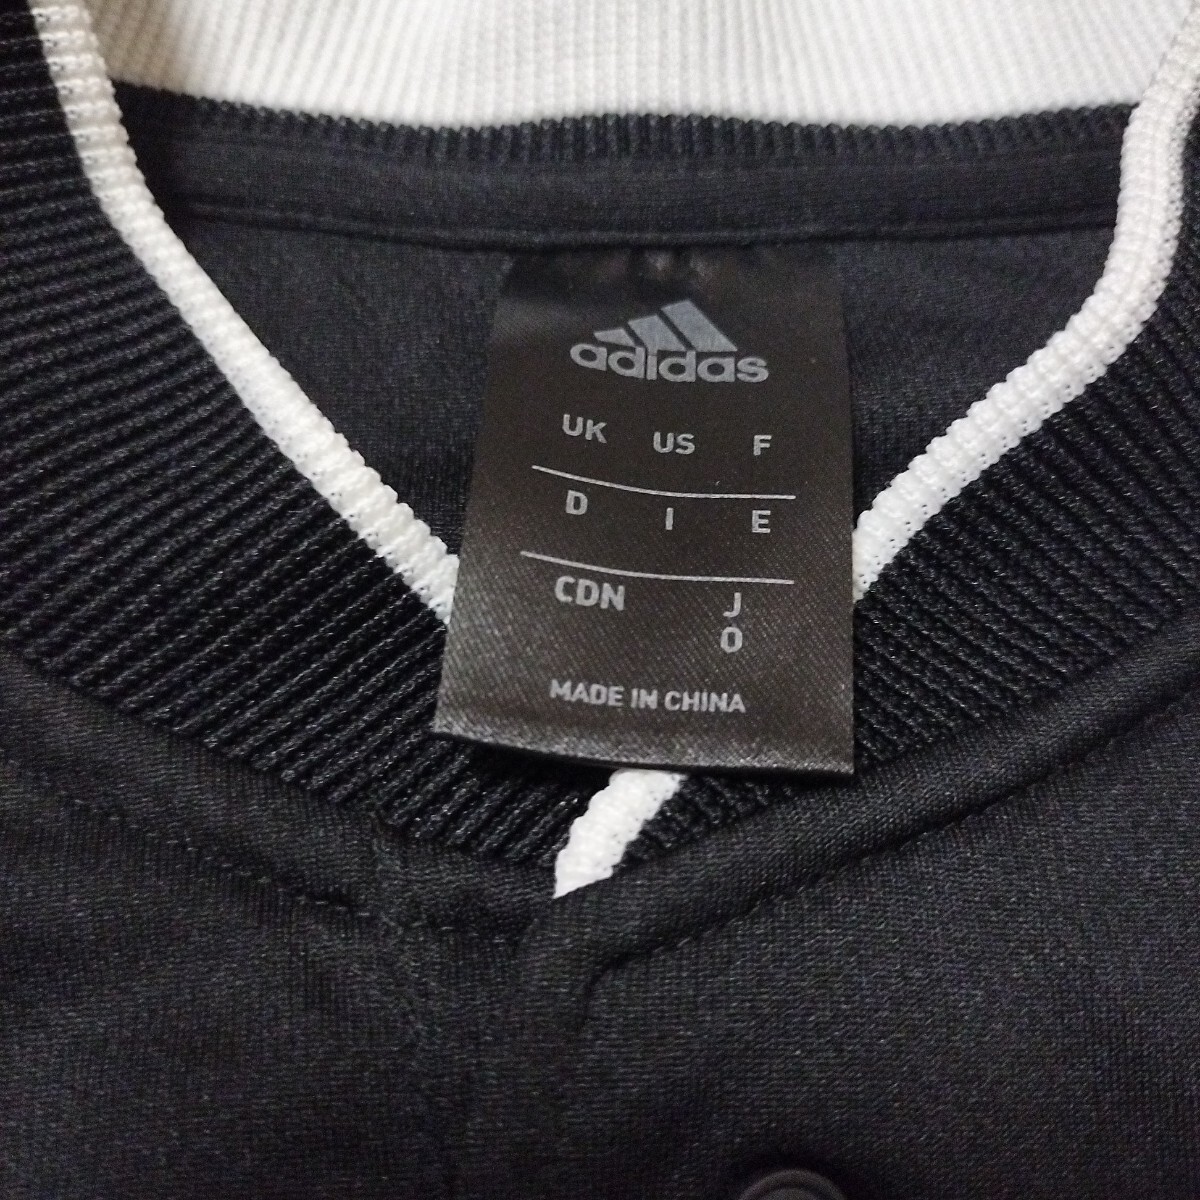 adidas
UK US F
D I E
CDN J
O
MADE IN CHINA